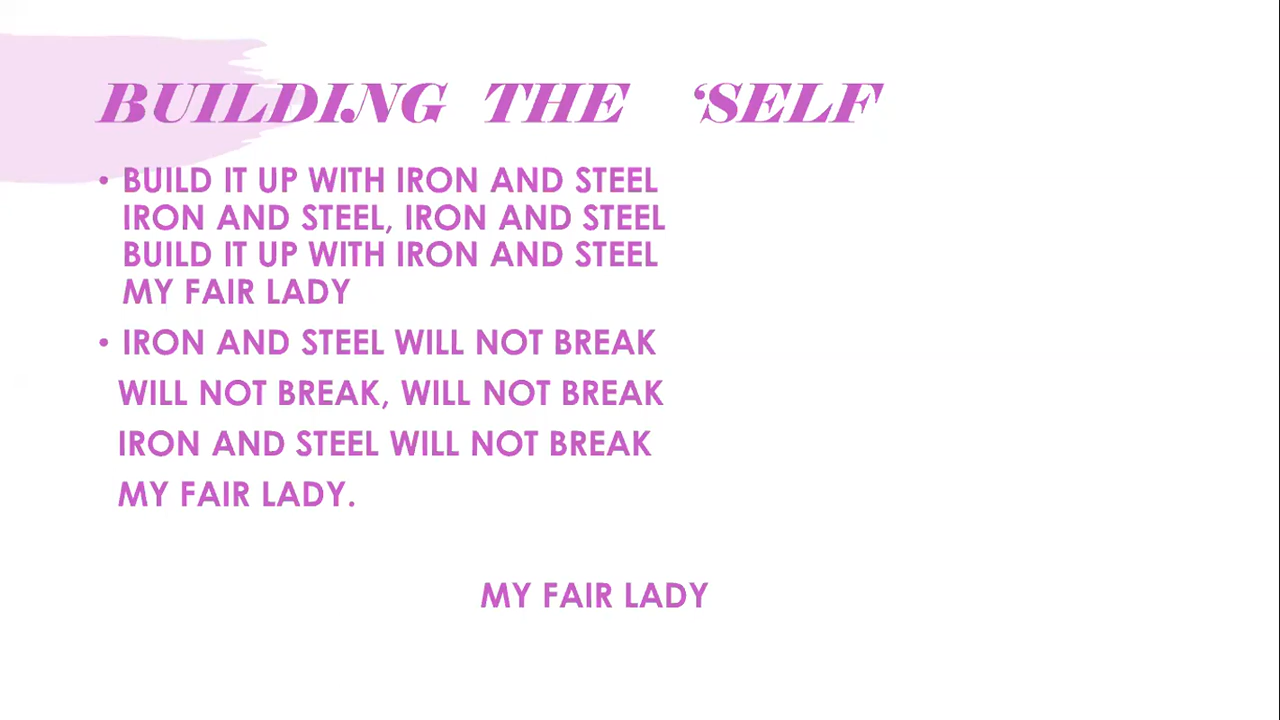 BUILDING THE ‘SELF
• BUILD IT UP WITH IRON AND STEEL
IRON AND STEEL, IRON AND STEEL
BUILD IT UP WITH IRON AND STEEL
MY FAIR LADY
• IRON AND STEEL WILL NOT BREAK
WILL NOT BREAK, WILL NOT BREAK
IRON AND STEEL WILL NOT BREAK
MY FAIR LADY.
MY FAIR LADY